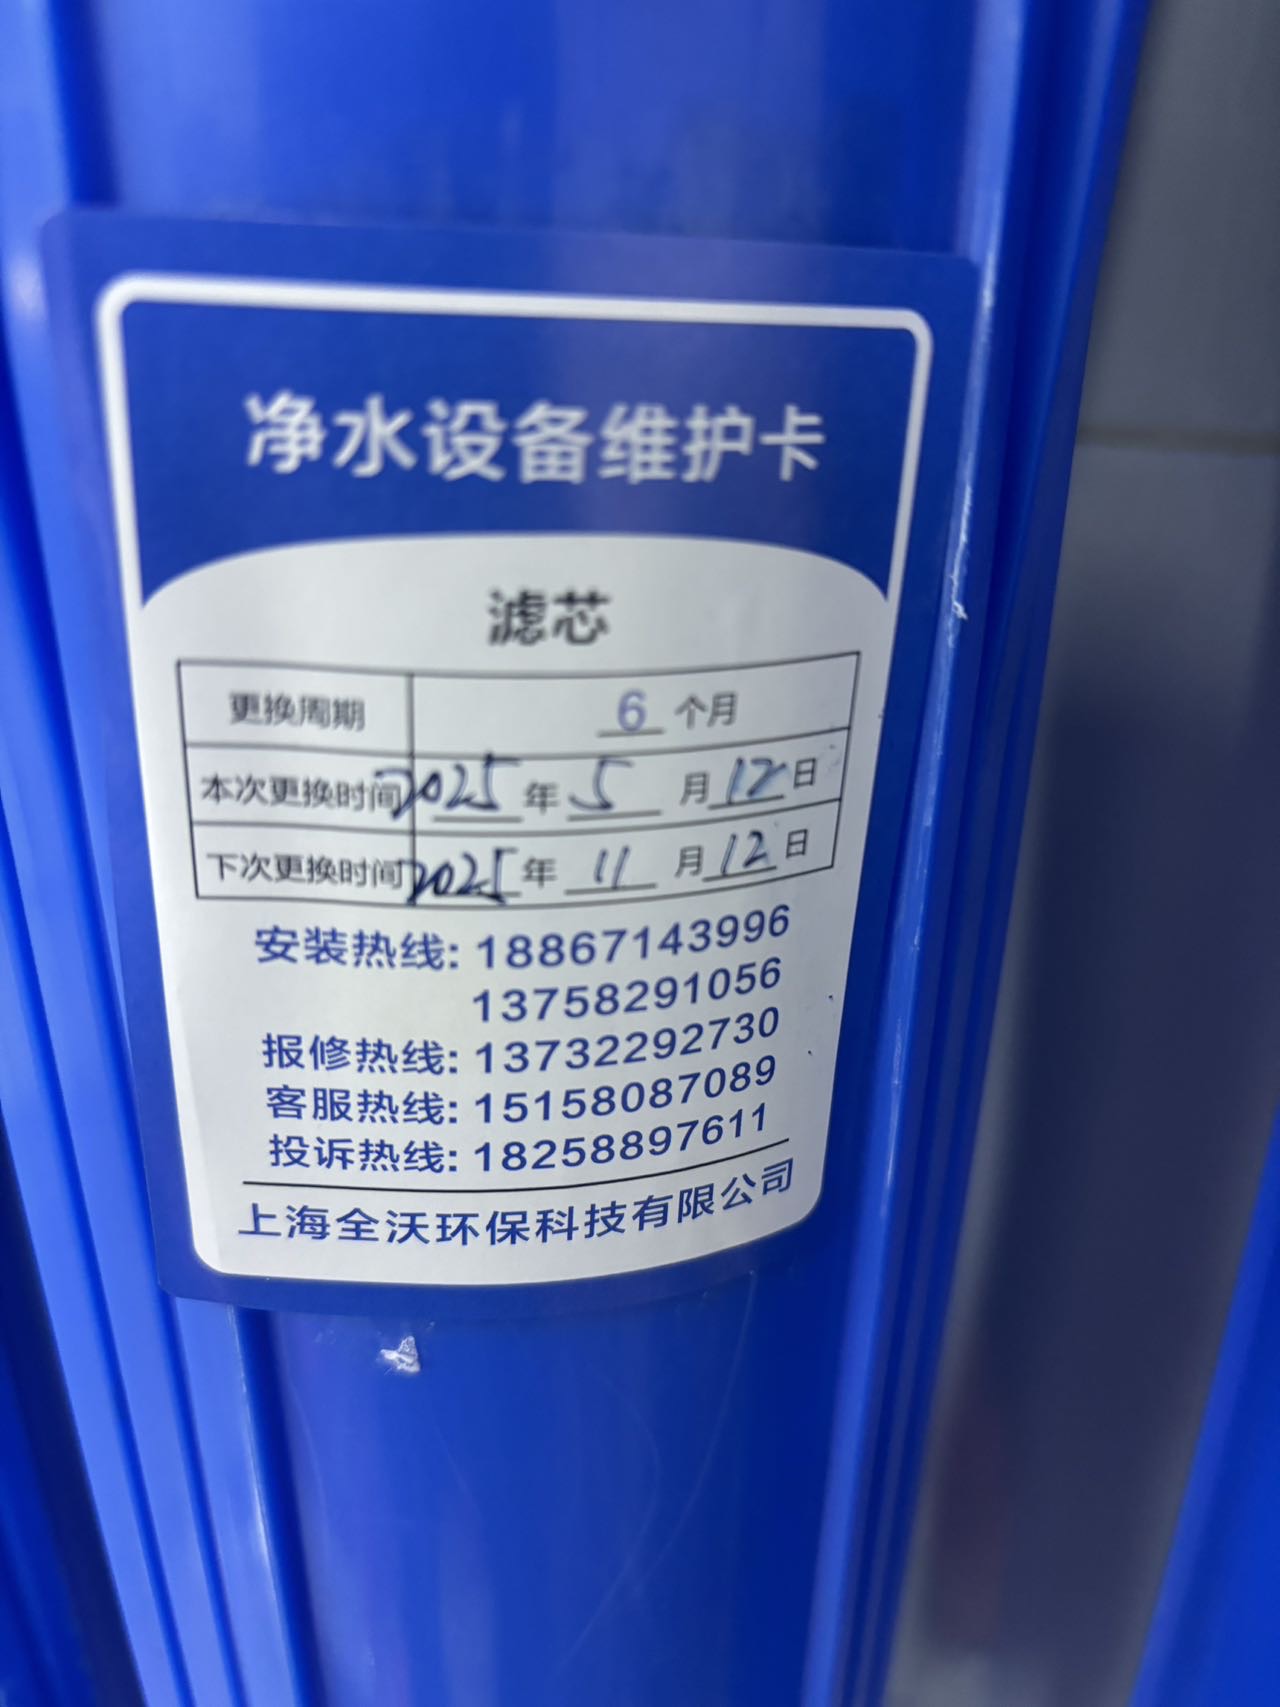 净水设备维护卡
滤芯
更换周期 6 个月
本次更换时间 2025 年 5 月 12 日
下次更换时间 2025 年 11 月 12 日
安装热线: 18867143996
13758291056
报修热线: 13732292730
客服热线: 15158087089
投诉热线: 18258897611
上海全沃环保科技有限公司